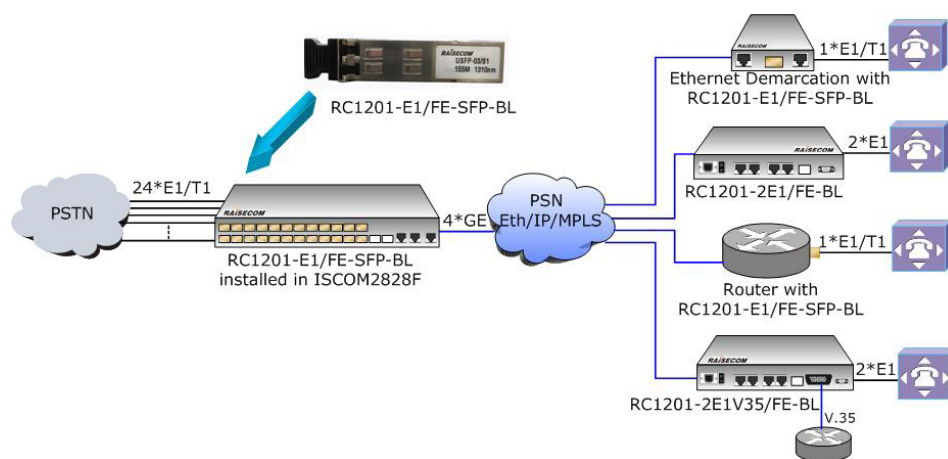 RAISECOM
USFP-03/S1
155M 1310nm
RC1201-E1/FE-SFP-BL
PSTN
24*E1/T1
RAISECOM
RC1201-E1/FE-SFP-BL
installed in ISCOM2828F
4*GE
PSN
Eth/IP/MPLS
RAISECOM
1*E1/T1
Ethernet Demarcation with
RC1201-E1/FE-SFP-BL
RAISECOM
2*E1
RC1201-2E1/FE-BL
1*E1/T1
Router with
RC1201-E1/FE-SFP-BL
RAISECOM
2*E1
RC1201-2E1V35/FE-BL
V.35